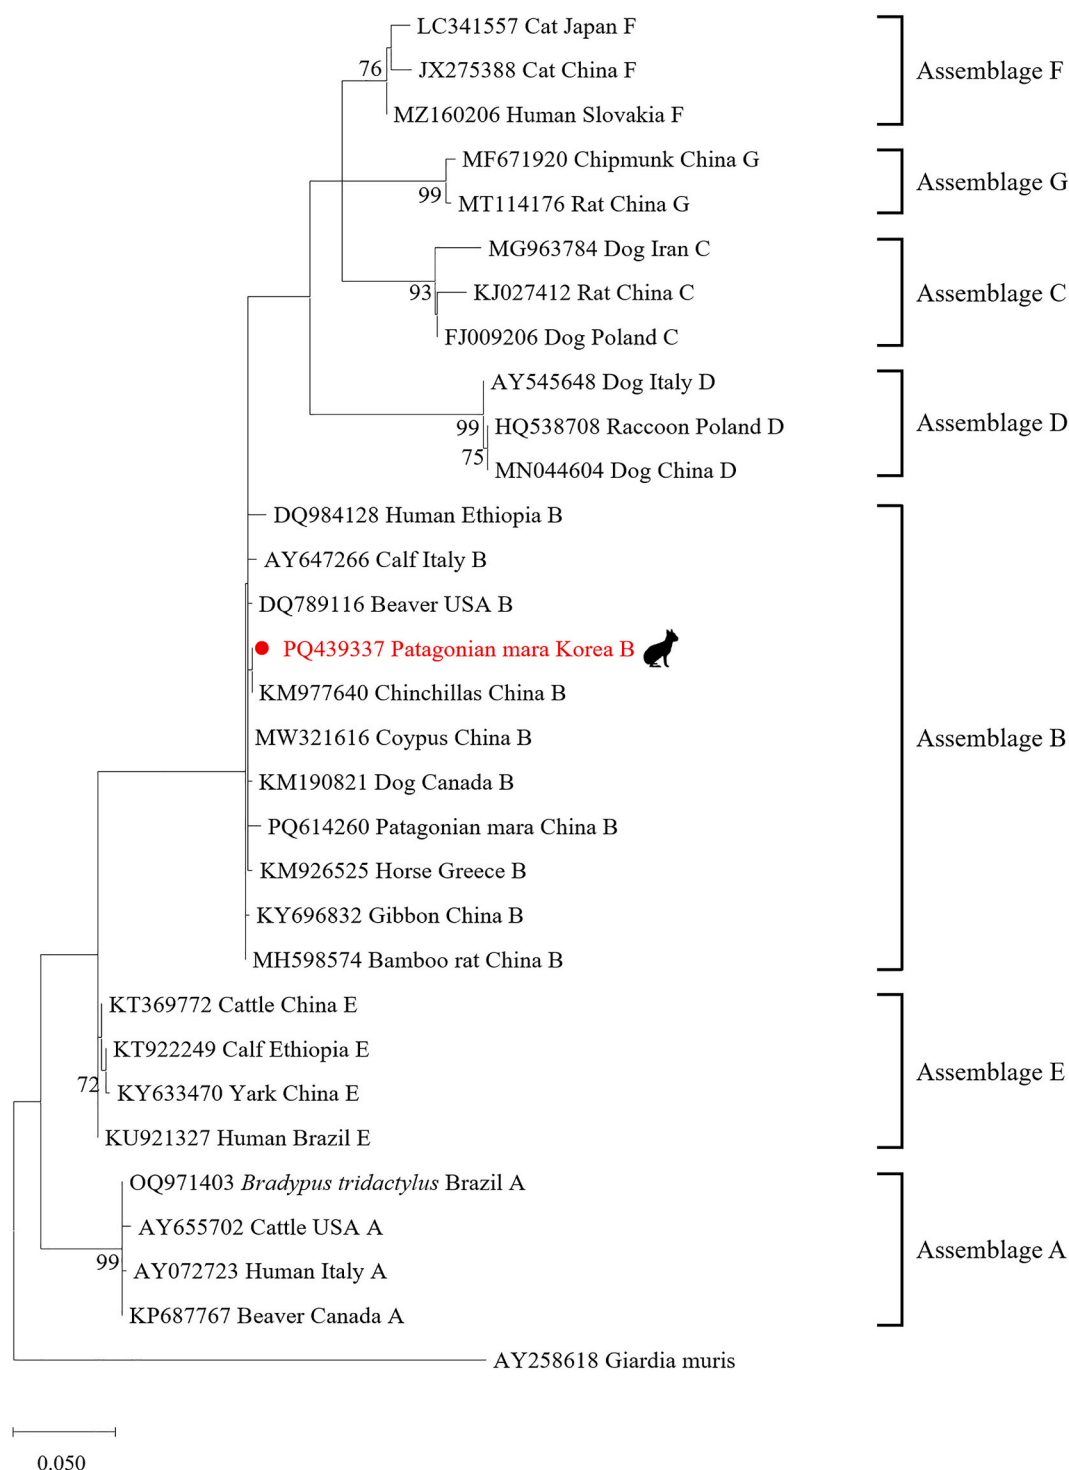 LC341557 Cat Japan F
76
JX275388 Cat China F
Assemblage F
MZ160206 Human Slovakia F
MF671920 Chipmunk China G
99
Assemblage G
MT114176 Rat China G
MG963784 Dog Iran C
93
KJ027412 Rat China C
Assemblage C
FJ009206 Dog Poland C
AY545648 Dog Italy D
99
HQ538708 Raccoon Poland D
Assemblage D
75
MN044604 Dog China D
DQ984128 Human Ethiopia B
AY647266 Calf Italy B
DQ789116 Beaver USA B
PQ439337 Patagonian mara Korea B
KM977640 Chinchillas China B
MW321616 Coypus China B
Assemblage B
KM190821 Dog Canada B
PQ614260 Patagonian mara China B
KM926525 Horse Greece B
KY696832 Gibbon China B
MH598574 Bamboo rat China B
KT369772 Cattle China E
KT922249 Calf Ethiopia E
Assemblage E
72
KY633470 Yark China E
KU921327 Human Brazil E
OQ971403 Bradypus tridactylus Brazil A
AY655702 Cattle USA A
Assemblage A
99
AY072723 Human Italy A
KP687767 Beaver Canada A
AY258618 Giardia muris
0.050